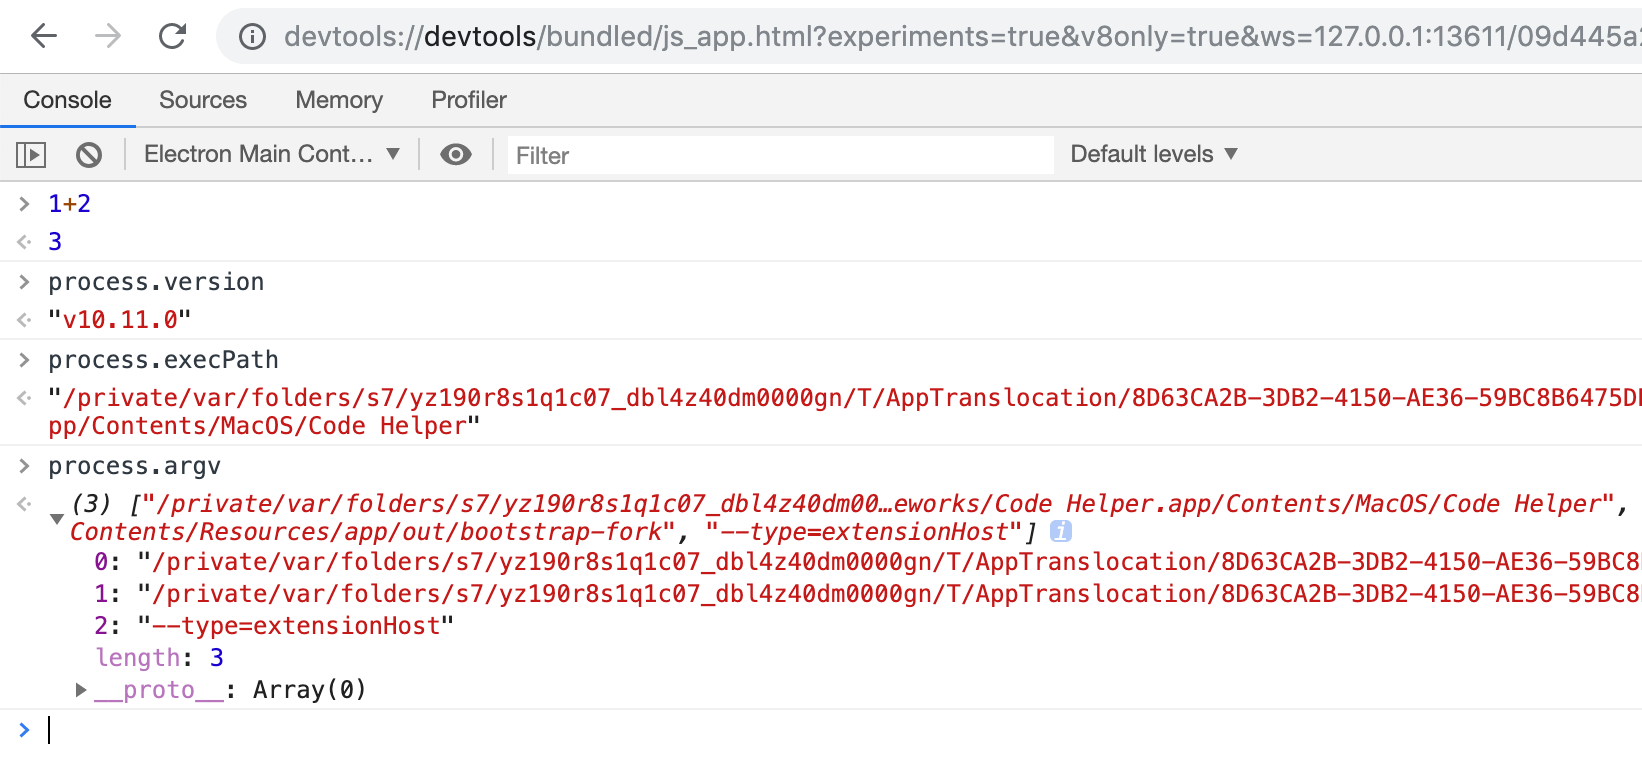 devtools://devtools/bundled/js_app.html?experiments=true&v8only=true&ws=127.0.0.1:13611/09d445a
Console Sources Memory Profiler
Electron Main Cont... Filter Default levels
1+2
3
process.version
"v10.11.0"
process.execPath
"/private/var/folders/s7/yz190r8s1q1c07_dbl4z40dm0000gn/T/AppTranslocation/8D63CA2B-3DB2-4150-AE36-59BC8B6475D
pp/Contents/MacOS/Code Helper"
process.argv
(3) ["/private/var/folders/s7/yz190r8s1q1c07_dbl4z40dm00…eworks/Code Helper.app/Contents/MacOS/Code Helper",
Contents/Resources/app/out/bootstrap-fork", "--type=extensionHost"] i
0: "/private/var/folders/s7/yz190r8s1q1c07_dbl4z40dm0000gn/T/AppTranslocation/8D63CA2B-3DB2-4150-AE36-59BC8
1: "/private/var/folders/s7/yz190r8s1q1c07_dbl4z40dm0000gn/T/AppTranslocation/8D63CA2B-3DB2-4150-AE36-59BC8
2: "--type=extensionHost"
length: 3
__proto__: Array(0)